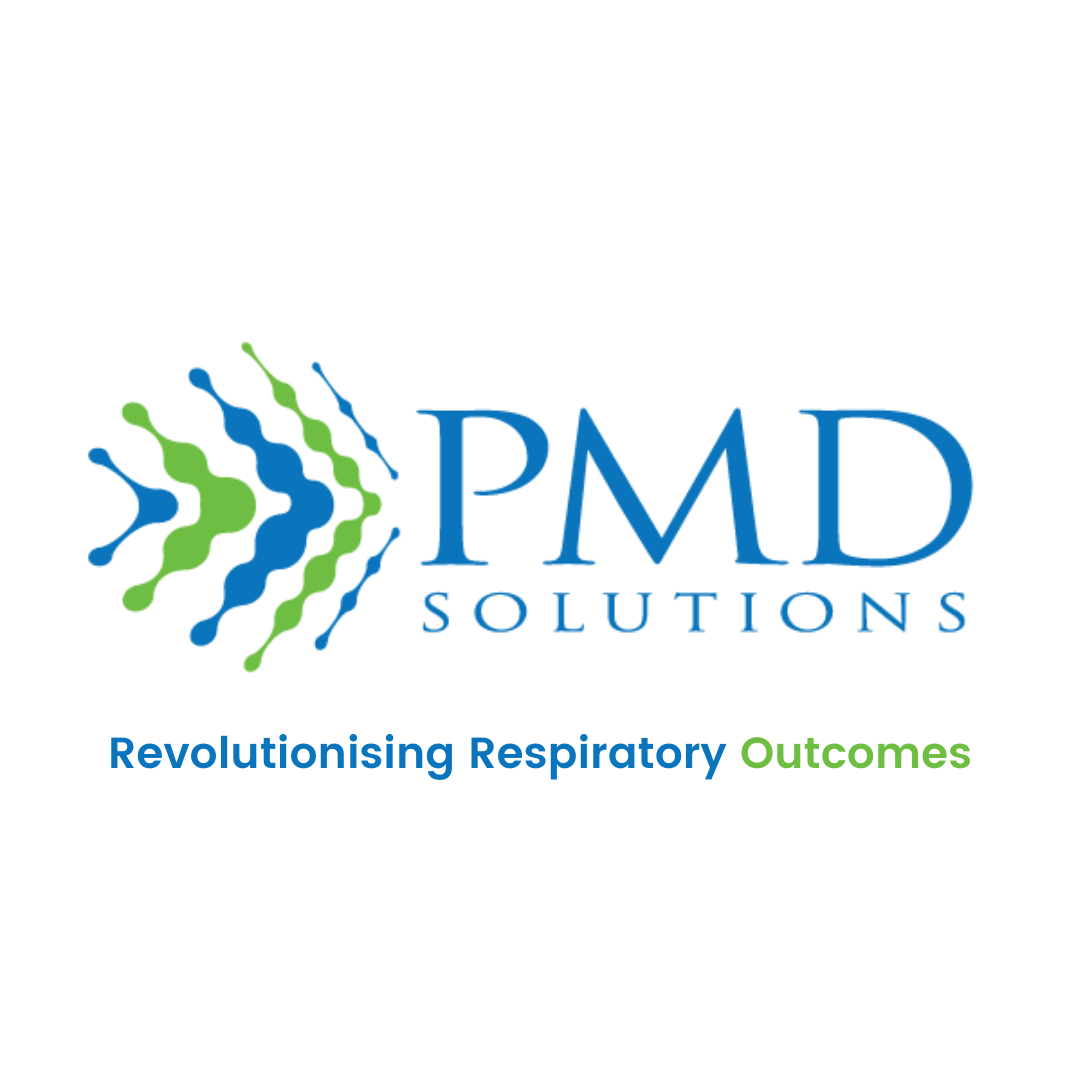 PMD
SOLUTIONS
Revolutionising Respiratory Outcomes